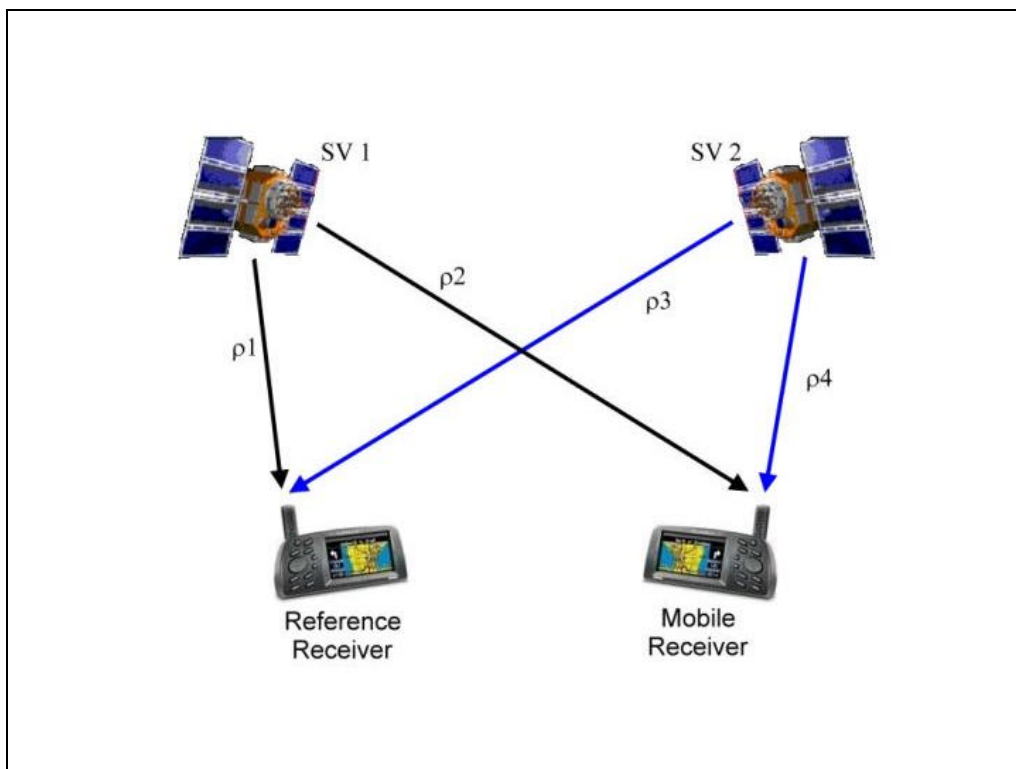 SV 1
SV 2
ρ2
ρ3
ρ1
ρ4
Reference
Receiver
Mobile
Receiver